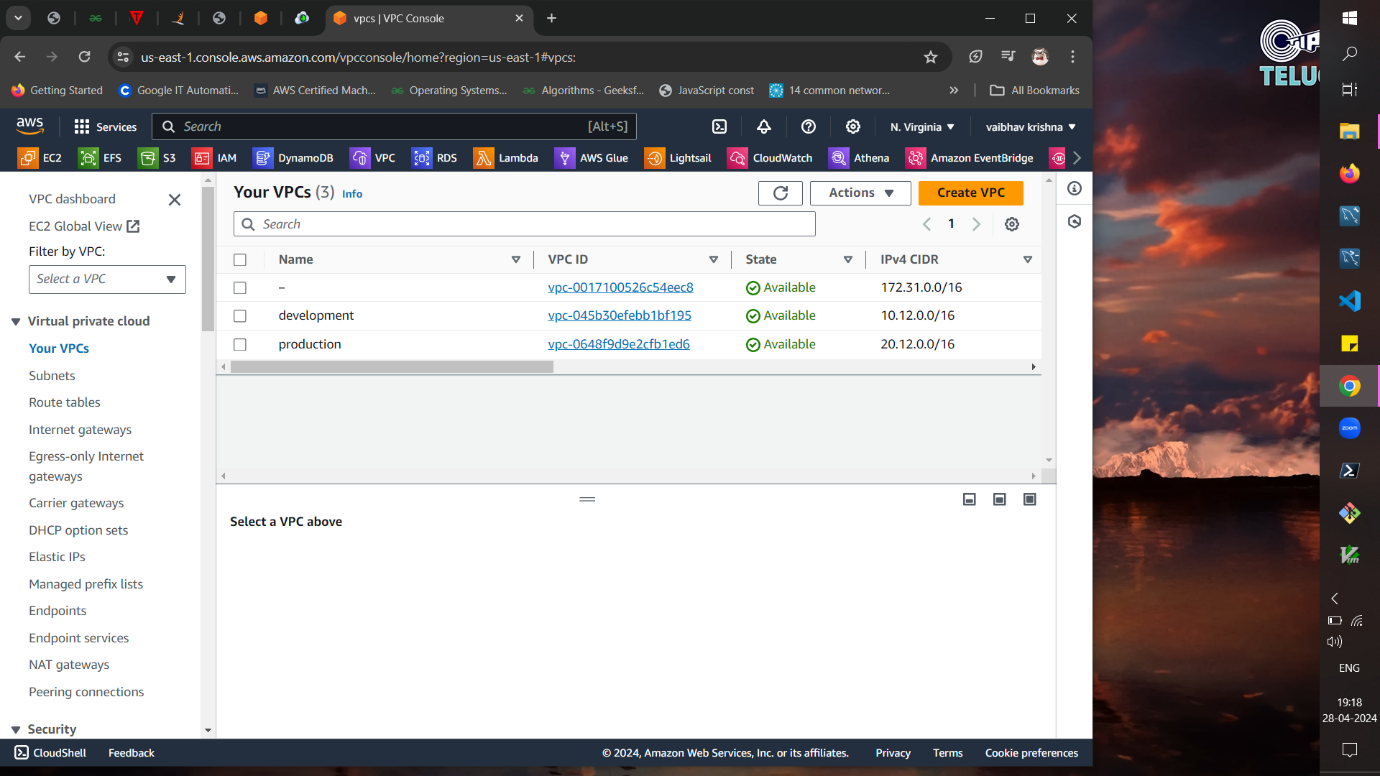 vpcs | VPC Console
us-east-1.console.aws.amazon.com/vpcconsole/home?region=us-east-1#vpcs:
Getting Started
Google IT Automati...
AWS Certified Mach...
Operating Systems...
Algorithms - Geeksf...
JavaScript const
14 common networ...
All Bookmarks
aws
Services
Search
[Alt+S]
N. Virginia
vaibhav krishna
EC2
EFS
S3
IAM
DynamoDB
VPC
RDS
Lambda
AWS Glue
Lightsail
CloudWatch
Athena
Amazon EventBridge
VPC dashboard
EC2 Global View
Filter by VPC:
Select a VPC
Virtual private cloud
Your VPCs
Subnets
Route tables
Internet gateways
Egress-only Internet
gateways
Carrier gateways
DHCP option sets
Elastic IPs
Managed prefix lists
Endpoints
Endpoint services
NAT gateways
Peering connections
Security
Your VPCs (3) Info
Actions
Create VPC
Search
1
Name VPC ID State IPv4 CIDR
– vpc-0017100526c54eec8 Available 172.31.0.0/16
development vpc-045b30efebb1bf195 Available 10.12.0.0/16
production vpc-0648f9d9e2cfb1ed6 Available 20.12.0.0/16
Select a VPC above
CloudShell
Feedback
© 2024, Amazon Web Services, Inc. or its affiliates.
Privacy
Terms
Cookie preferences
zoom
ENG
19:18
28-04-2024